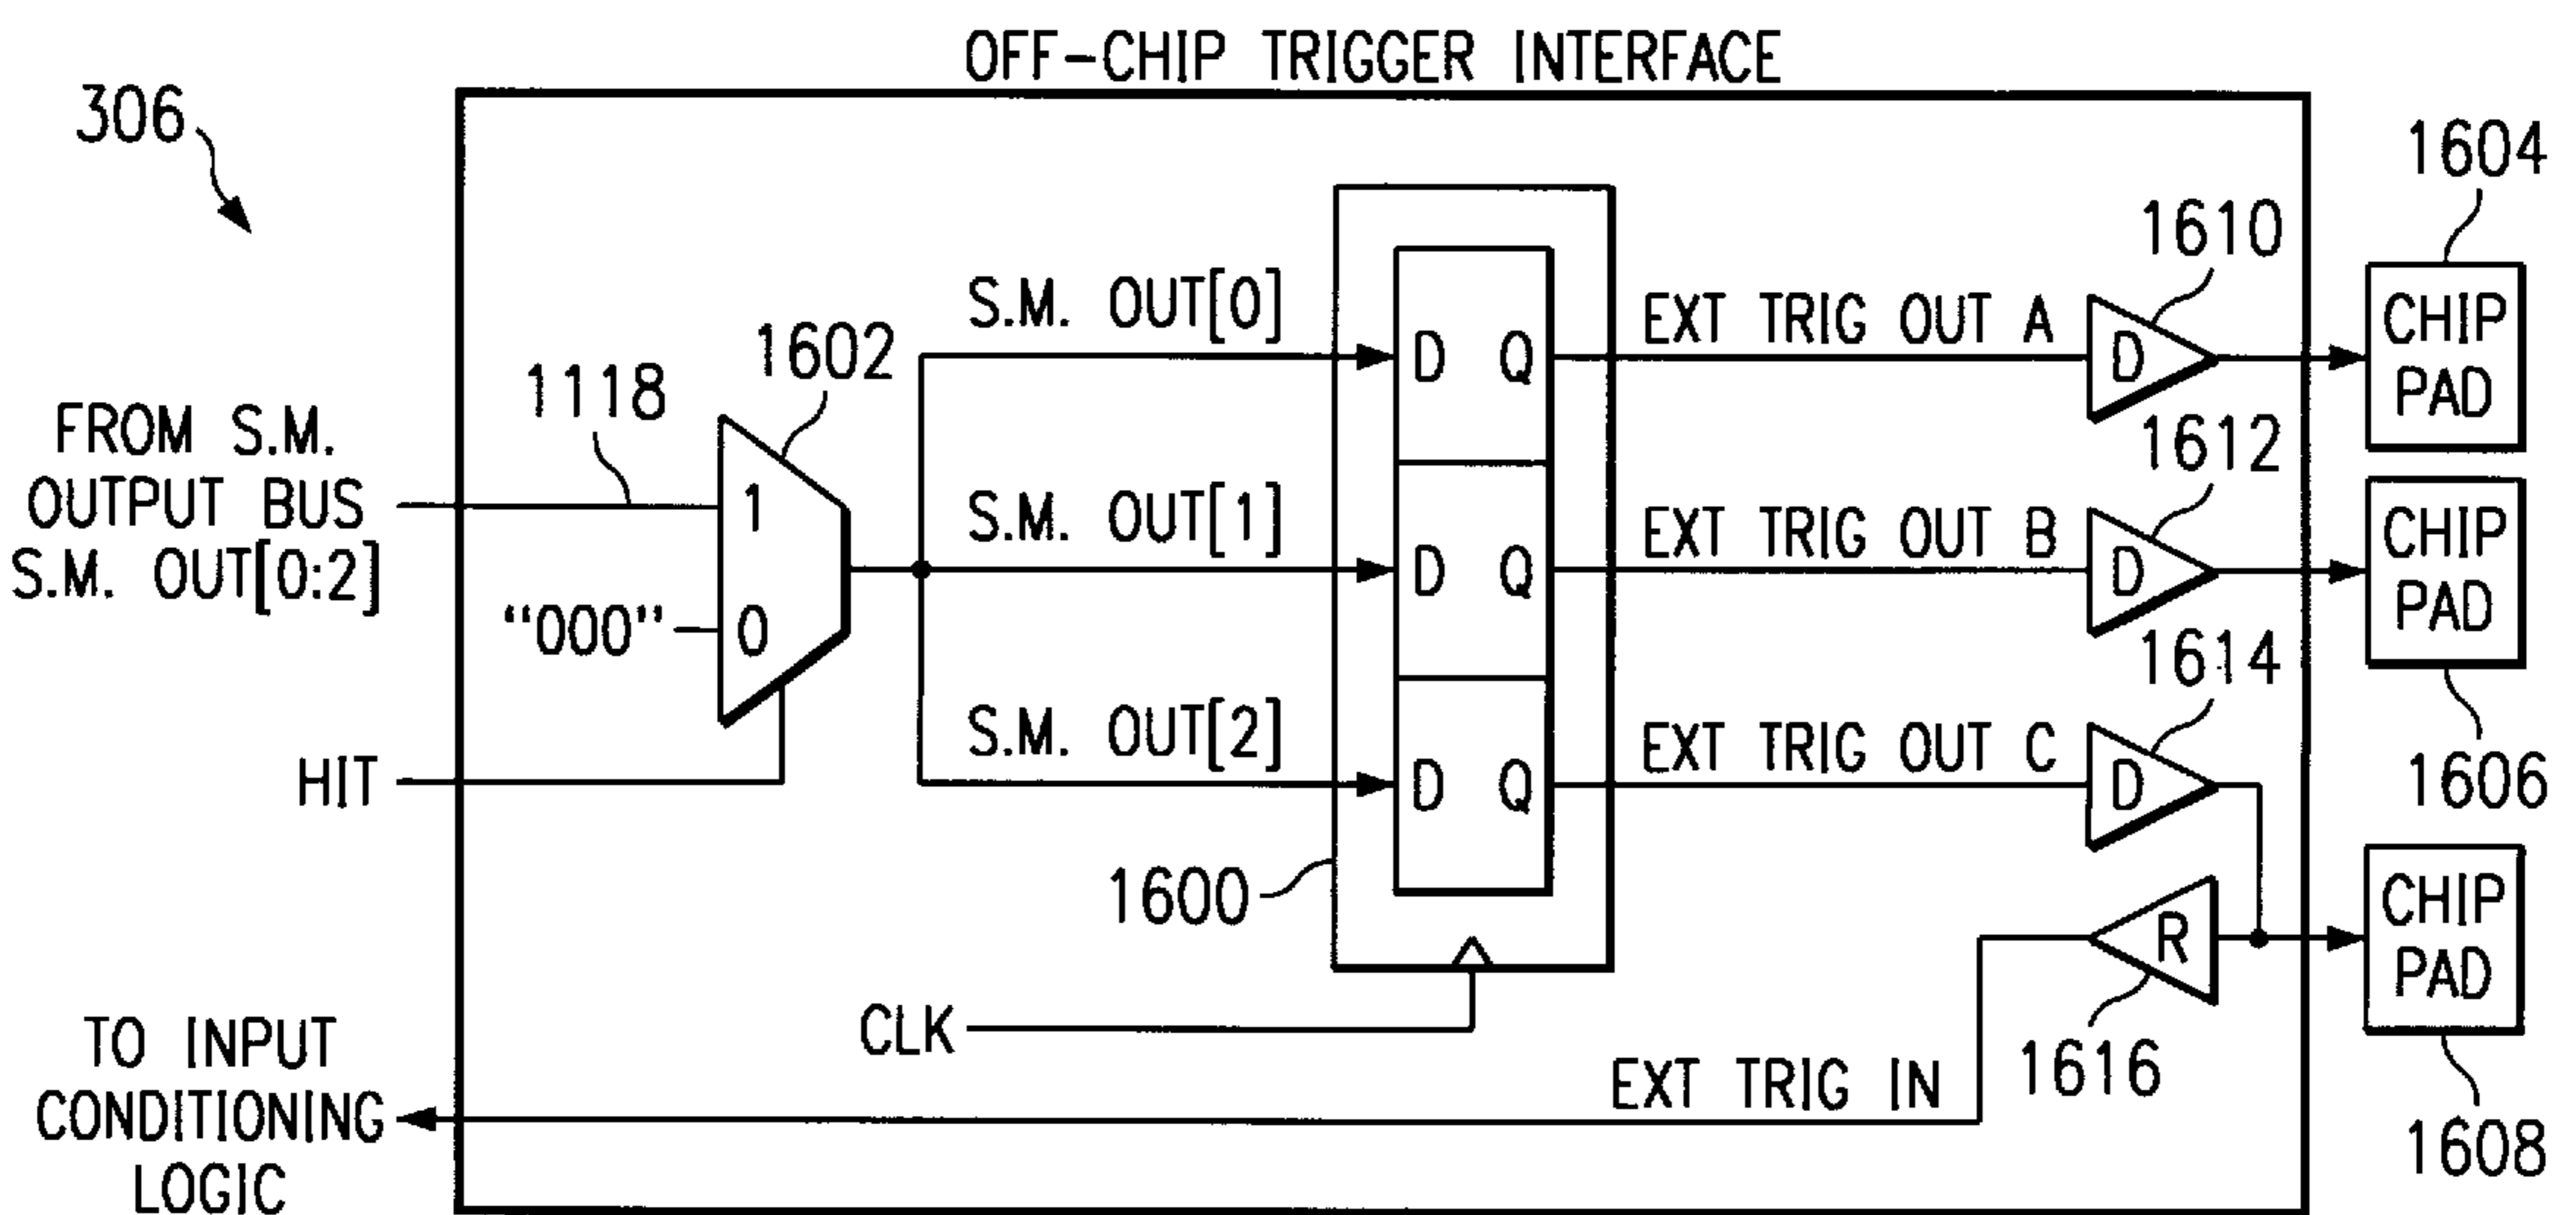 OFF-CHIP TRIGGER INTERFACE
306
1604
1610
CHIP
PAD
S.M. OUT[0]
EXT TRIG OUT A
D Q
D
1602
1118
FROM S.M.
OUTPUT BUS
S.M. OUT[0:2]
1
"000"
0
S.M. OUT[1]
D Q
EXT TRIG OUT B
1612
D
CHIP
PAD
1606
HIT
S.M. OUT[2]
D Q
EXT TRIG OUT C
1614
D
1600
R
1616
CHIP
PAD
1608
CLK
EXT TRIG IN
TO INPUT
CONDITIONING
LOGIC